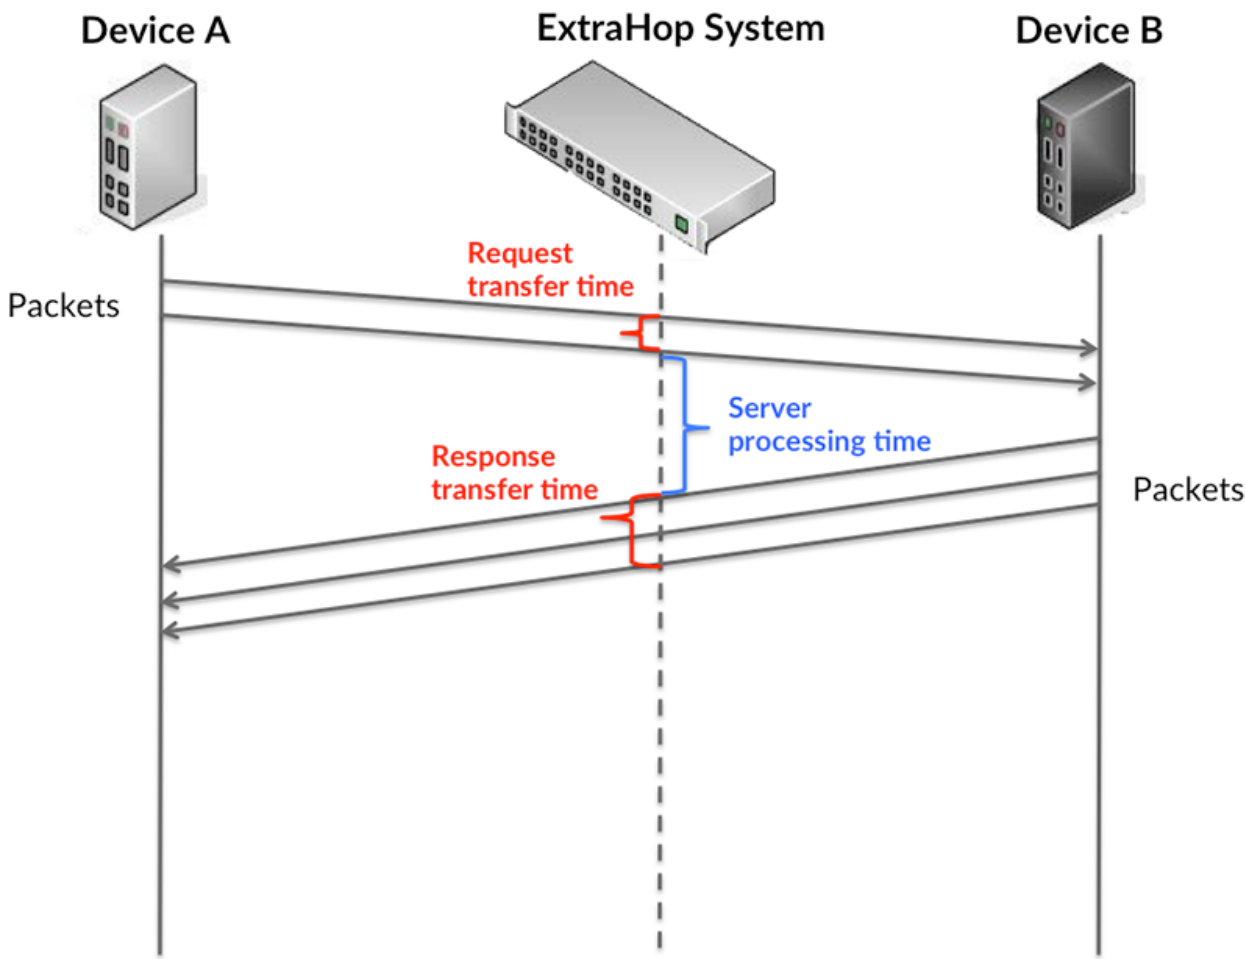 Device A
ExtraHop System
Device B
Request
transfer time
Packets
Server
processing time
Response
transfer time
Packets